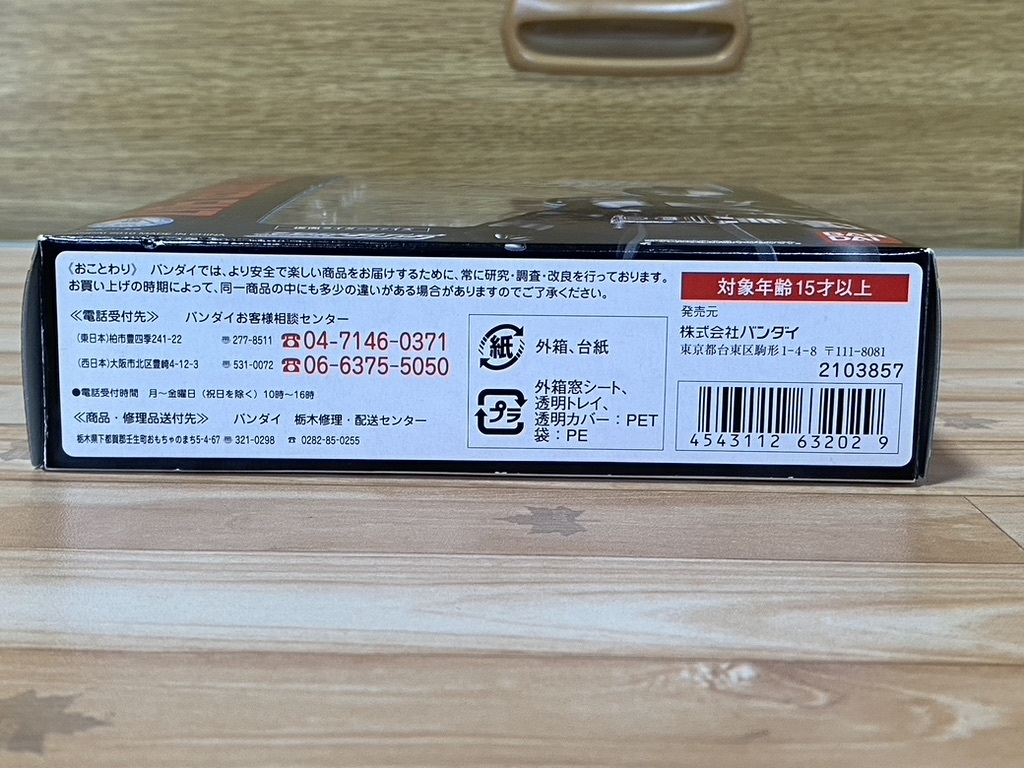 MADE IN CHINA
《おことわり》 バンダイでは、より安全で楽しい商品をお届けするために、常に研究・調査・改良を行っております。
お買い上げの時期によって、同一商品の中にも多少の違いがある場合がありますのでご了承ください。
≪電話受付先≫ バンダイお客様相談センター
(東日本)柏市豊四季241-22 〠277-8511 ☎04-7146-0371
(西日本)大阪市北区豊崎4-12-3 〠531-0072 ☎06-6375-5050
●電話受付時間 月〜金曜日(祝日を除く)10時〜16時
≪商品・修理品送付先≫ バンダイ 栃木修理・配送センター
栃木県下都賀郡壬生町おもちゃのまち5-4-67 〠321-0298 ☎ 0282-85-0255
紙 外箱、台紙
プラ 外箱窓シート、
透明トレイ、
透明カバー:PET
袋:PE
対象年齢15才以上
発売元
株式会社バンダイ
東京都台東区駒形1-4-8 〒111-8081
2103857
4543112 63202 9